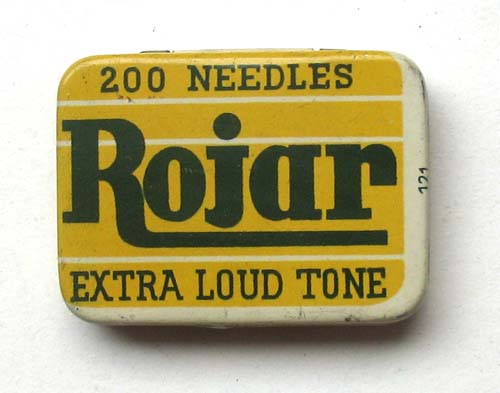 200 NEEDLES
Rojar
EXTRA LOUD TONE
121